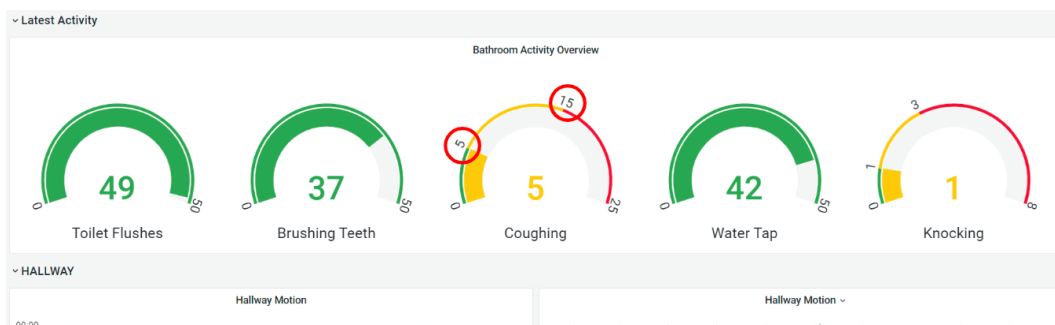 Latest Activity
Bathroom Activity Overview
0 49 50
0 37 50
0 5 15 5 25
0 42 50
0 1 3 1 8
Toilet Flushes
Brushing Teeth
Coughing
Water Tap
Knocking
HALLWAY
Hallway Motion
Hallway Motion